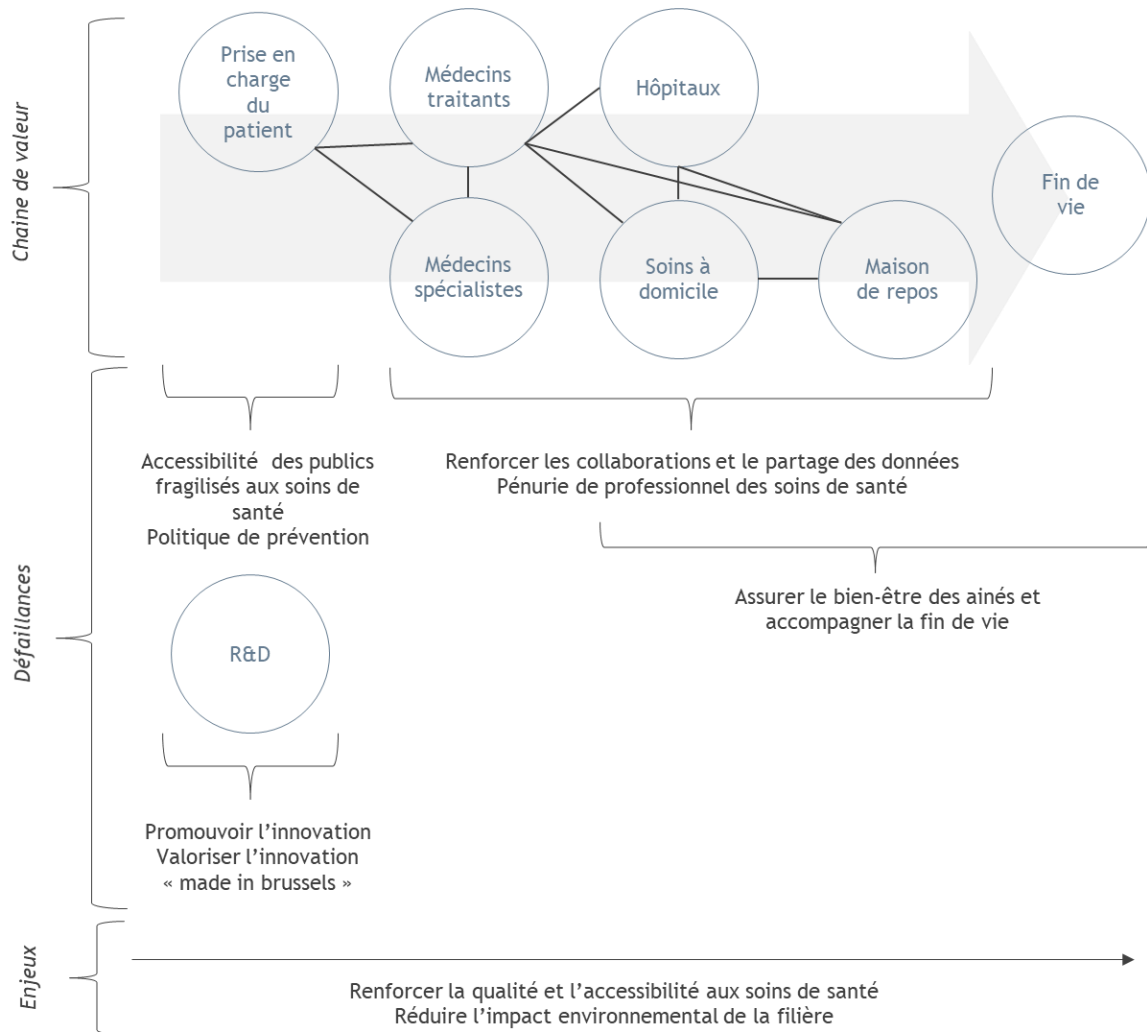 Chaine de valeur
Prise en
charge
du
patient
Médecins
traitants
Hôpitaux
Médecins
spécialistes
Soins à
domicile
Maison
de repos
Fin de
vie
Défaillances
Accessibilité des publics
fragilisés aux soins de
santé
Politique de prévention
Renforcer les collaborations et le partage des données
Pénurie de professionnel des soins de santé
Assurer le bien-être des ainés et
accompagner la fin de vie
R&D
Promouvoir l'innovation
Valoriser l'innovation
« made in brussels »
Enjeux
Renforcer la qualité et l'accessibilité aux soins de santé
Réduire l'impact environnemental de la filière